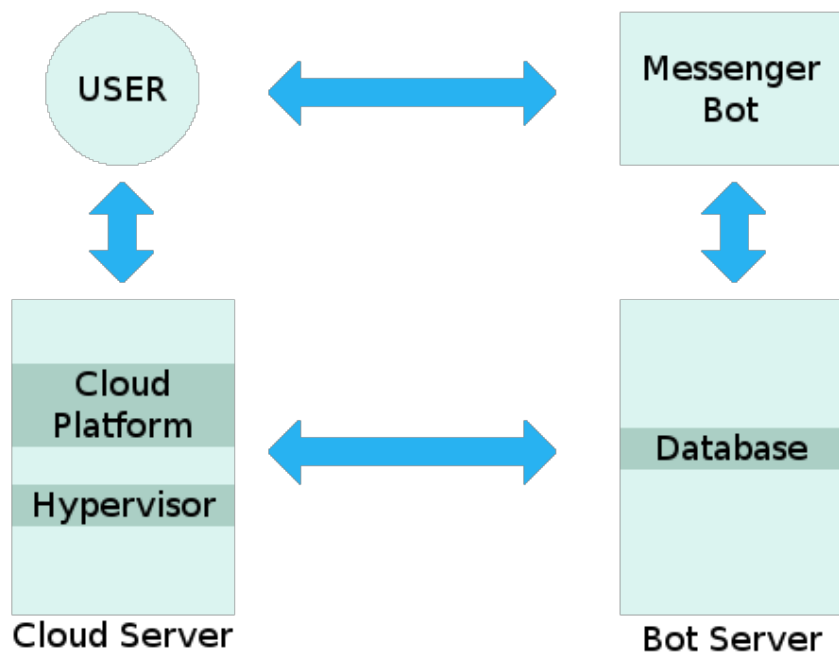 USER
Messenger
Bot
Cloud
Platform
Hypervisor
Cloud Server
Database
Bot Server